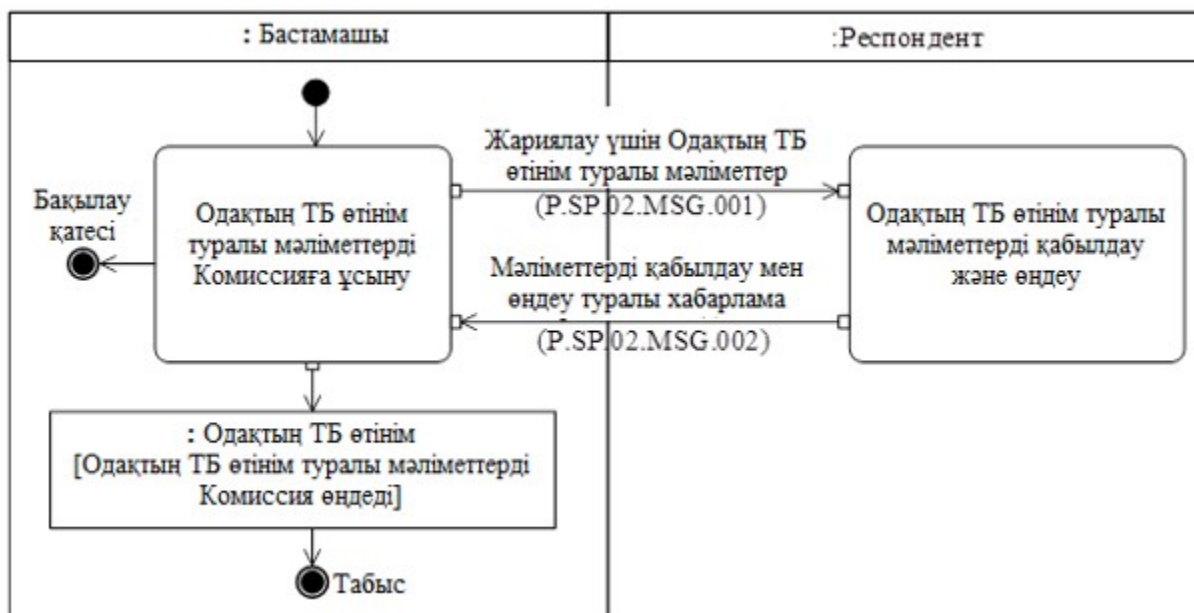 : Бастамашы
:Респондент
Жариялау үшін Одақтың ТБ
өтінім туралы мәліметтер
(P.SP.02.MSG.001)
Бақылау
қатесі
Одақтың ТБ өтінім
туралы мәліметтерді
Комиссияға ұсыну
Одақтың ТБ өтінім туралы
мәліметтерді қабылдау
және өңдеу
Мәліметтерді қабылдау мен
өңдеу туралы хабарлама
(P.SP.02.MSG.002)
: Одақтың ТБ өтінім
[Одақтың ТБ өтінім туралы мәліметтерді
Комиссия өңдеді]
Табыс